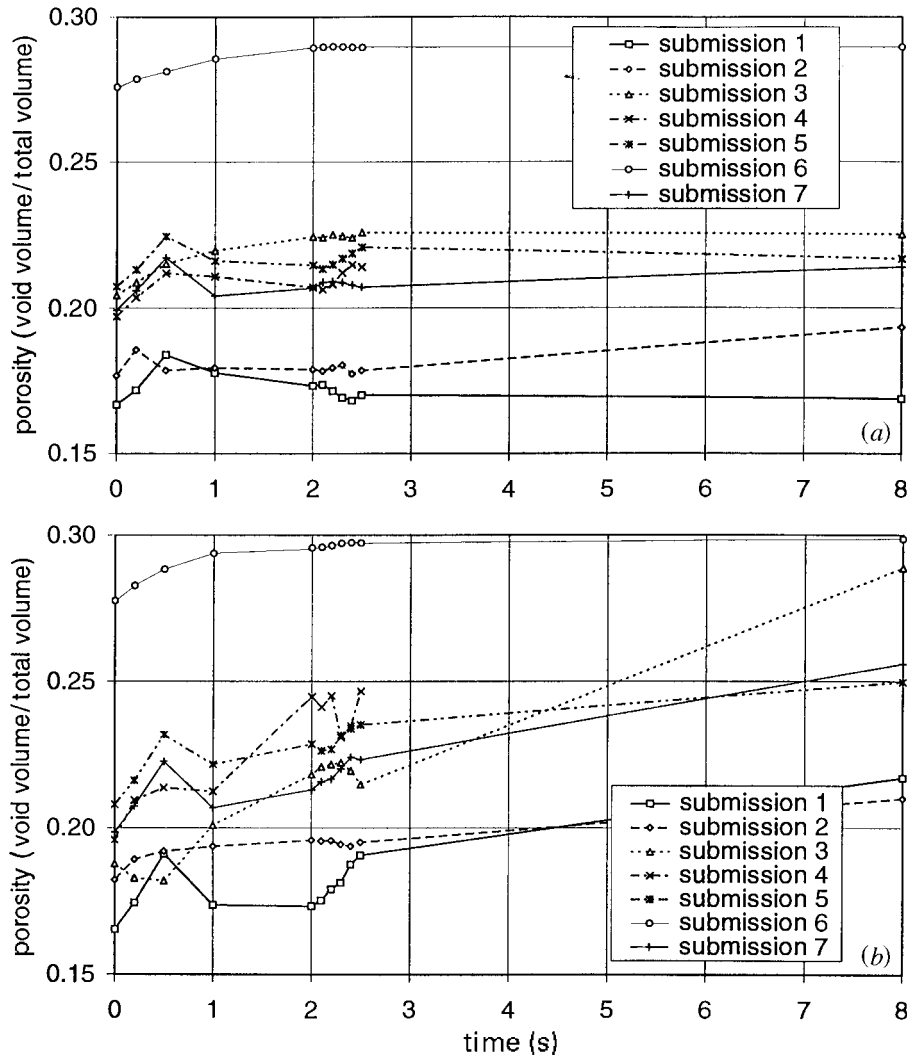 0.30
0.25
0.20
0.15
porosity (void volume/total volume)
submission 1
submission 2
submission 3
submission 4
submission 5
submission 6
submission 7
(a)
0 1 2 3 4 5 6 7 8
0.30
0.25
0.20
0.15
porosity (void volume/total volume)
submission 1
submission 2
submission 3
submission 4
submission 5
submission 6
submission 7
(b)
0 1 2 3 4 5 6 7 8
time (s)